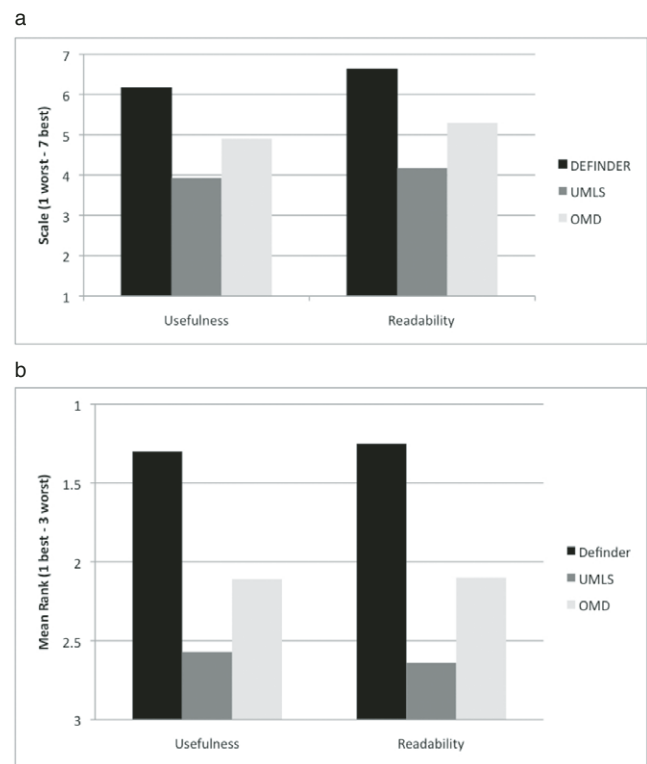 a
7
6
5
4
3
2
1
Scale (1 worst - 7 best)
Usefulness
Readability
DEFINDER
UMLS
OMD
b
1
1.5
2
2.5
3
Mean Rank (1 best - 3 worst)
Usefulness
Readability
Definder
UMLS
OMD